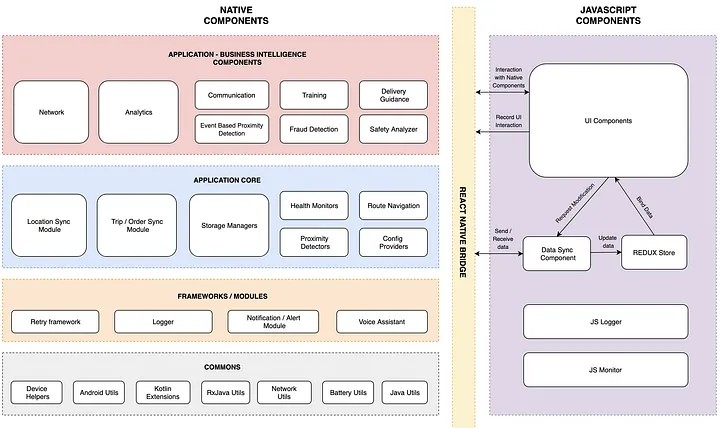 NATIVE
COMPONENTS
APPLICATION - BUSINESS INTELLIGENCE
COMPONENTS
Network
Analytics
Communication
Training
Delivery
Guidance
Event Based Proximity
Detection
Fraud Detection
Safety Analyzer
APPLICATION CORE
Location Sync
Module
Trip / Order Sync
Module
Storage Managers
Health Monitors
Route Navigation
Proximity
Detectors
Config
Providers
FRAMEWORKS / MODULES
Retry framework
Logger
Notification / Alert
Module
Voice Assistant
COMMONS
Device
Helpers
Android Utils
Kotlin
Extensions
RxJava Utils
Network
Utils
Battery Utils
Java Utils
REACT NATIVE BRIDGE
JAVASCRIPT
COMPONENTS
Interaction
with Native
Components
Record UI
Interaction
UI Components
Request Modification
Bind Data
Send /
Receive
data
Data Sync
Component
Update
data
REDUX Store
JS Logger
JS Monitor